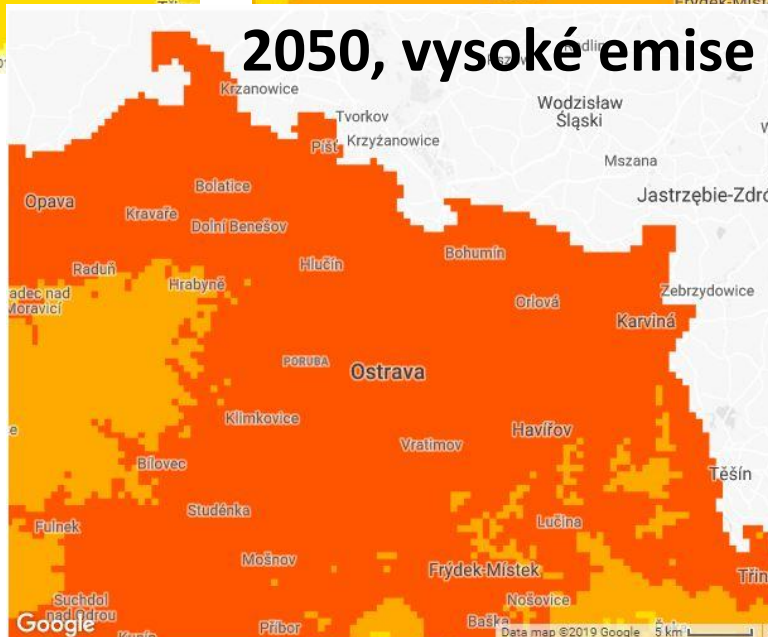 2050, vysoké emise
Krzanowice
Wodzisław
Śląski
Tvorkov
Píšť
Krzyżanowice
Mszana
Bolatice
Jastrzębie-Zdró
Opava
Kravaře
Dolní Benešov
Bohumín
Raduň
Hlučín
Hrabyně
Zebrzydowice
adec nad
Moravicí
Orlová
Karviná
PORUBA
Ostrava
Klimkovice
Havířov
Vratimov
Bílovec
Těšín
Studénka
Lučina
Fulnek
Mošnov
Frýdek-Místek
Třin
Suchdol
nad Odrou
Nošovice
Baška
Příbor
Google
Data map ©2019 Google
5 km